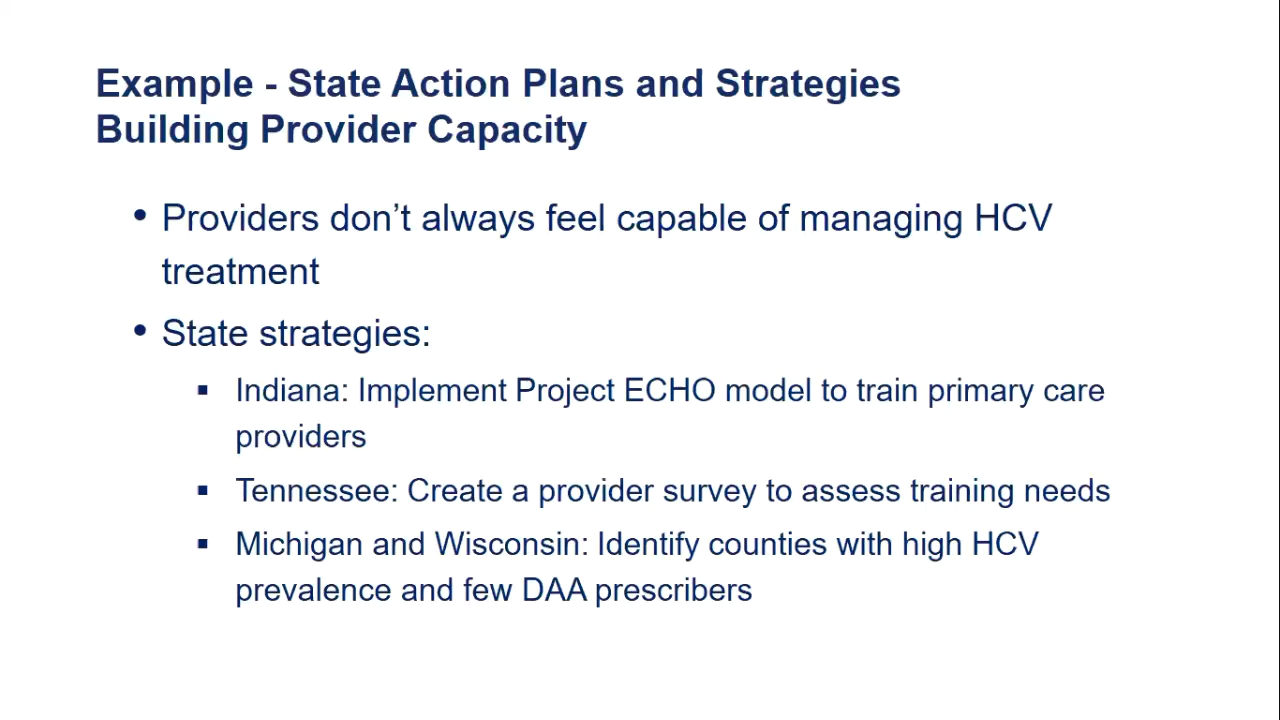 Example - State Action Plans and Strategies
Building Provider Capacity
• Providers don’t always feel capable of managing HCV
treatment
• State strategies:
▪ Indiana: Implement Project ECHO model to train primary care
providers
▪ Tennessee: Create a provider survey to assess training needs
▪ Michigan and Wisconsin: Identify counties with high HCV
prevalence and few DAA prescribers